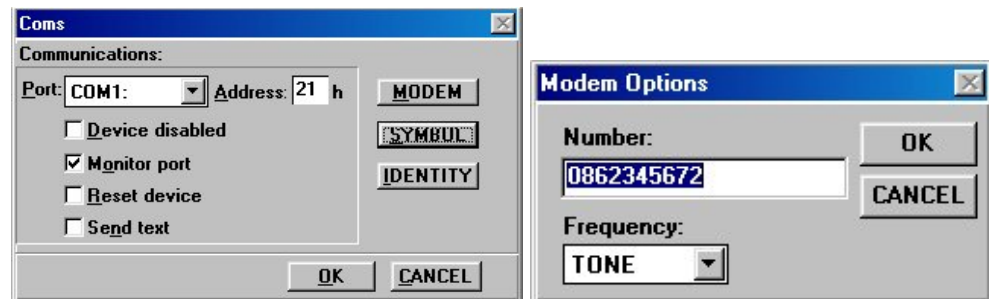 Coms
Communications:
Port: COM1: Address: 21 h MODEM
Device disabled
SYMBUL
Monitor port
IDENTITY
Reset device
Send text
OK CANCEL
Modem Options
Number:
OK
0862345672
CANCEL
Frequency:
TONE